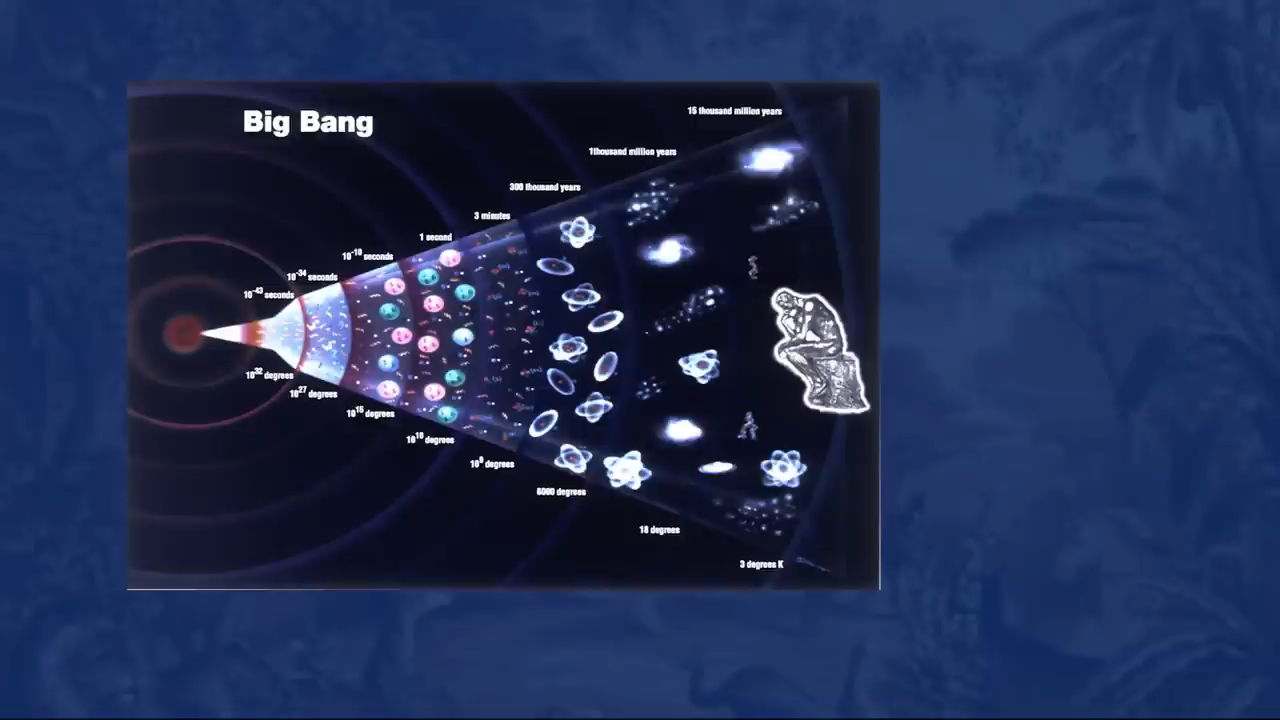 Big Bang
15 thousand million years
1thousand million years
300 thousand years
3 minutes
1 second
10⁻¹⁰ seconds
10⁻³⁴ seconds
10⁻⁴³ seconds
10³² degrees
10²⁷ degrees
10¹⁵ degrees
10¹⁰ degrees
10⁹ degrees
6000 degrees
18 degrees
3 degrees K